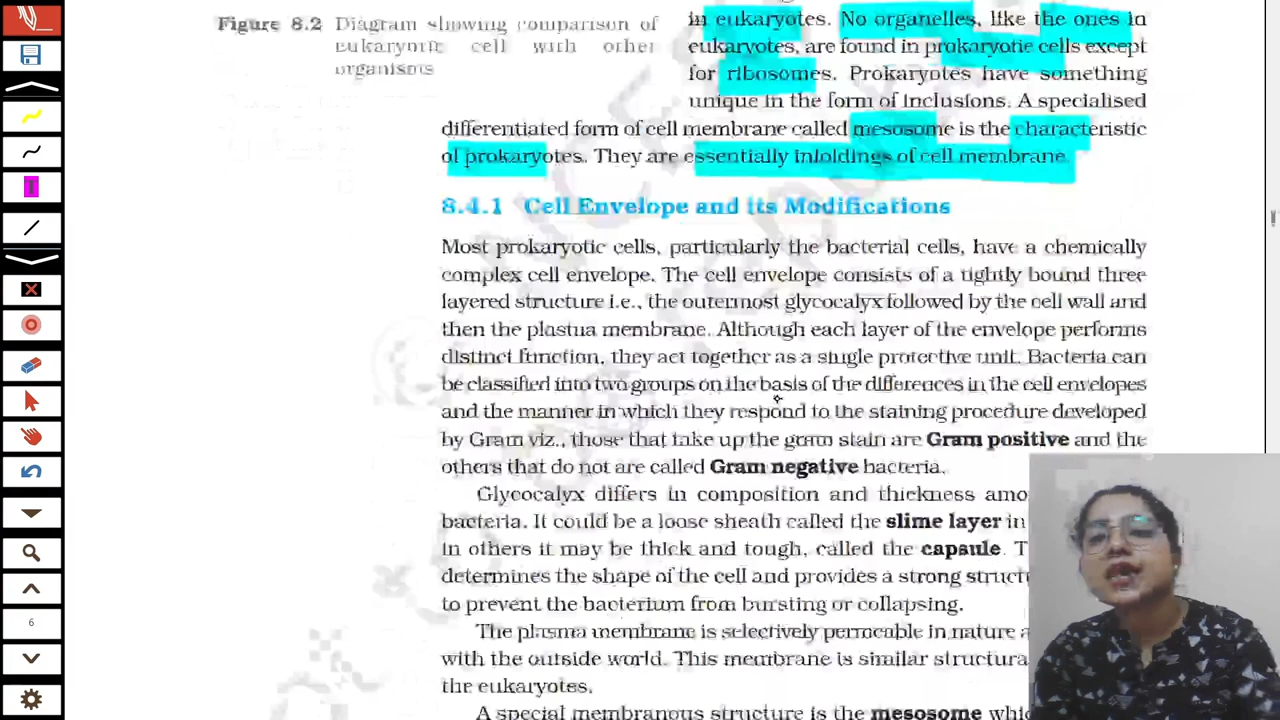 Figure 8.2 Diagram showing comparison of
eukaryotic cell with other
organisms
in eukaryotes. No organelles, like the ones in
eukaryotes, are found in prokaryotic cells except
for ribosomes. Prokaryotes have something
unique in the form of inclusions. A specialised
differentiated form of cell membrane called mesosome is the characteristic
of prokaryotes. They are essentially infoldings of cell membrane.
8.4.1 Cell Envelope and its Modifications
Most prokaryotic cells, particularly the bacterial cells, have a chemically
complex cell envelope. The cell envelope consists of a tightly bound three
layered structure i.e., the outermost glycocalyx followed by the cell wall and
then the plasma membrane. Although each layer of the envelope performs
distinct function, they act together as a single protective unit. Bacteria can
be classified into two groups on the basis of the differences in the cell envelopes
and the manner in which they respond to the staining procedure developed
by Gram viz., those that take up the gram stain are Gram positive and the
others that do not are called Gram negative bacteria.
Glycocalyx differs in composition and thickness amo
bacteria. It could be a loose sheath called the slime layer in
in others it may be thick and tough, called the capsule. T
determines the shape of the cell and provides a strong struct
to prevent the bacterium from bursting or collapsing.
The plasma membrane is selectively permeable in nature a
with the outside world. This membrane is similar structura
the eukaryotes.
A special membranous structure is the mesosome whic
T
6